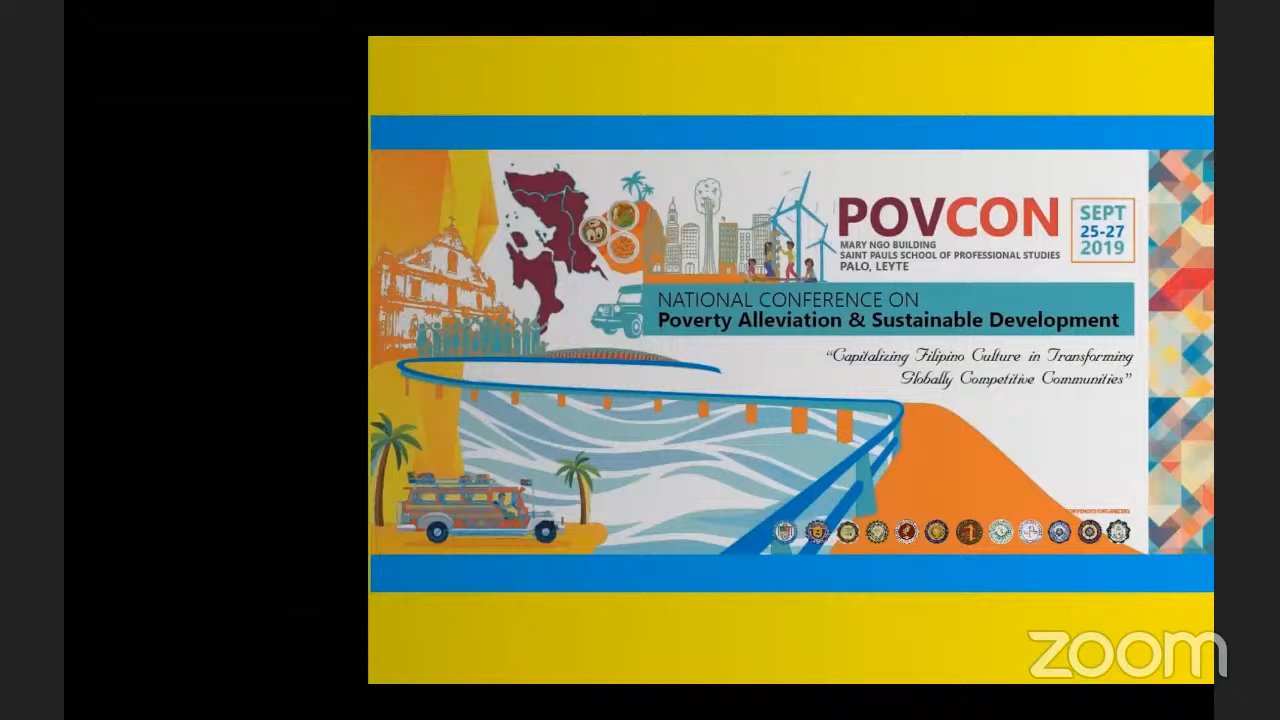 POVCON
SEPT
25-27
2019
MARY NGO BUILDING
SAINT PAULS SCHOOL OF PROFESSIONAL STUDIES
PALO, LEYTE
NATIONAL CONFERENCE ON
Poverty Alleviation & Sustainable Development
“Capitalizing Filipino Culture in Transforming
Globally Competitive Communities”
zoom